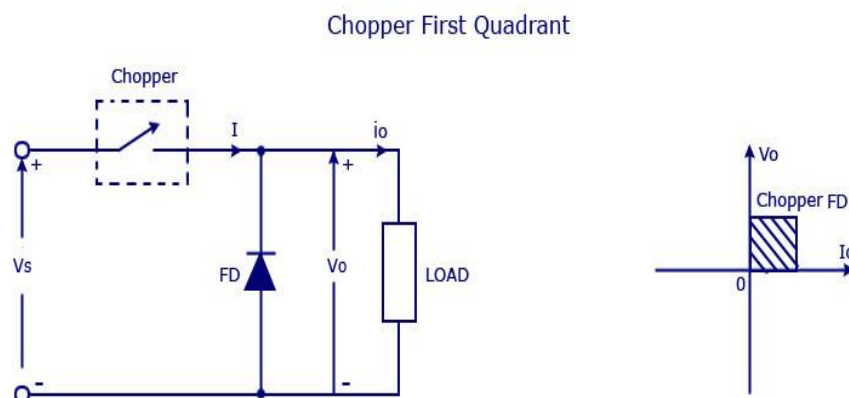 Chopper First Quadrant
Chopper
I
io
+
+
Vs
FD
Vo
LOAD
-
-
Vo
Chopper FD
0